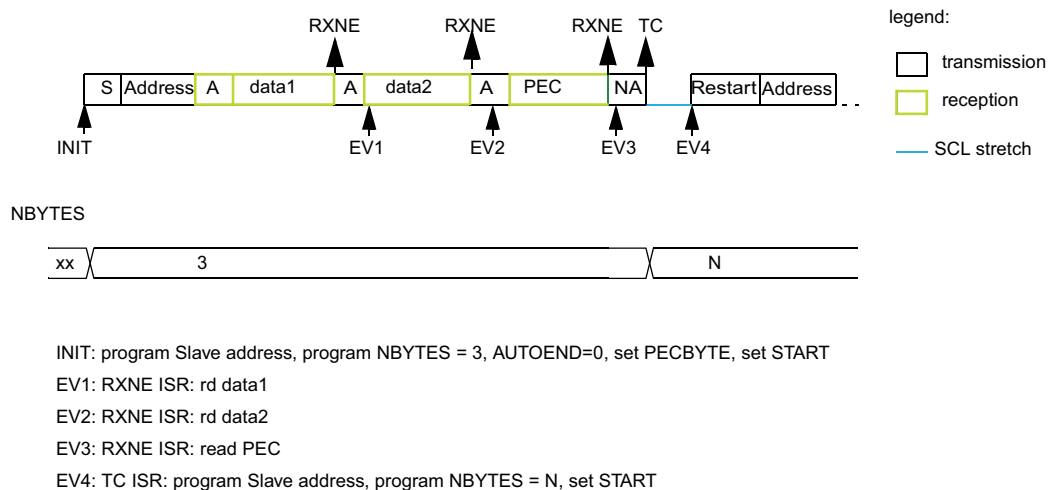 legend:
RXNE RXNE RXNE TC
transmission
S Address A data1 A data2 A PEC NA Restart Address
reception
INIT EV1 EV2 EV3 EV4
SCL stretch
NBYTES
xx 3 N
INIT: program Slave address, program NBYTES = 3, AUTOEND=0, set PECBYTE, set START
EV1: RXNE ISR: rd data1
EV2: RXNE ISR: rd data2
EV3: RXNE ISR: read PEC
EV4: TC ISR: program Slave address, program NBYTES = N, set START